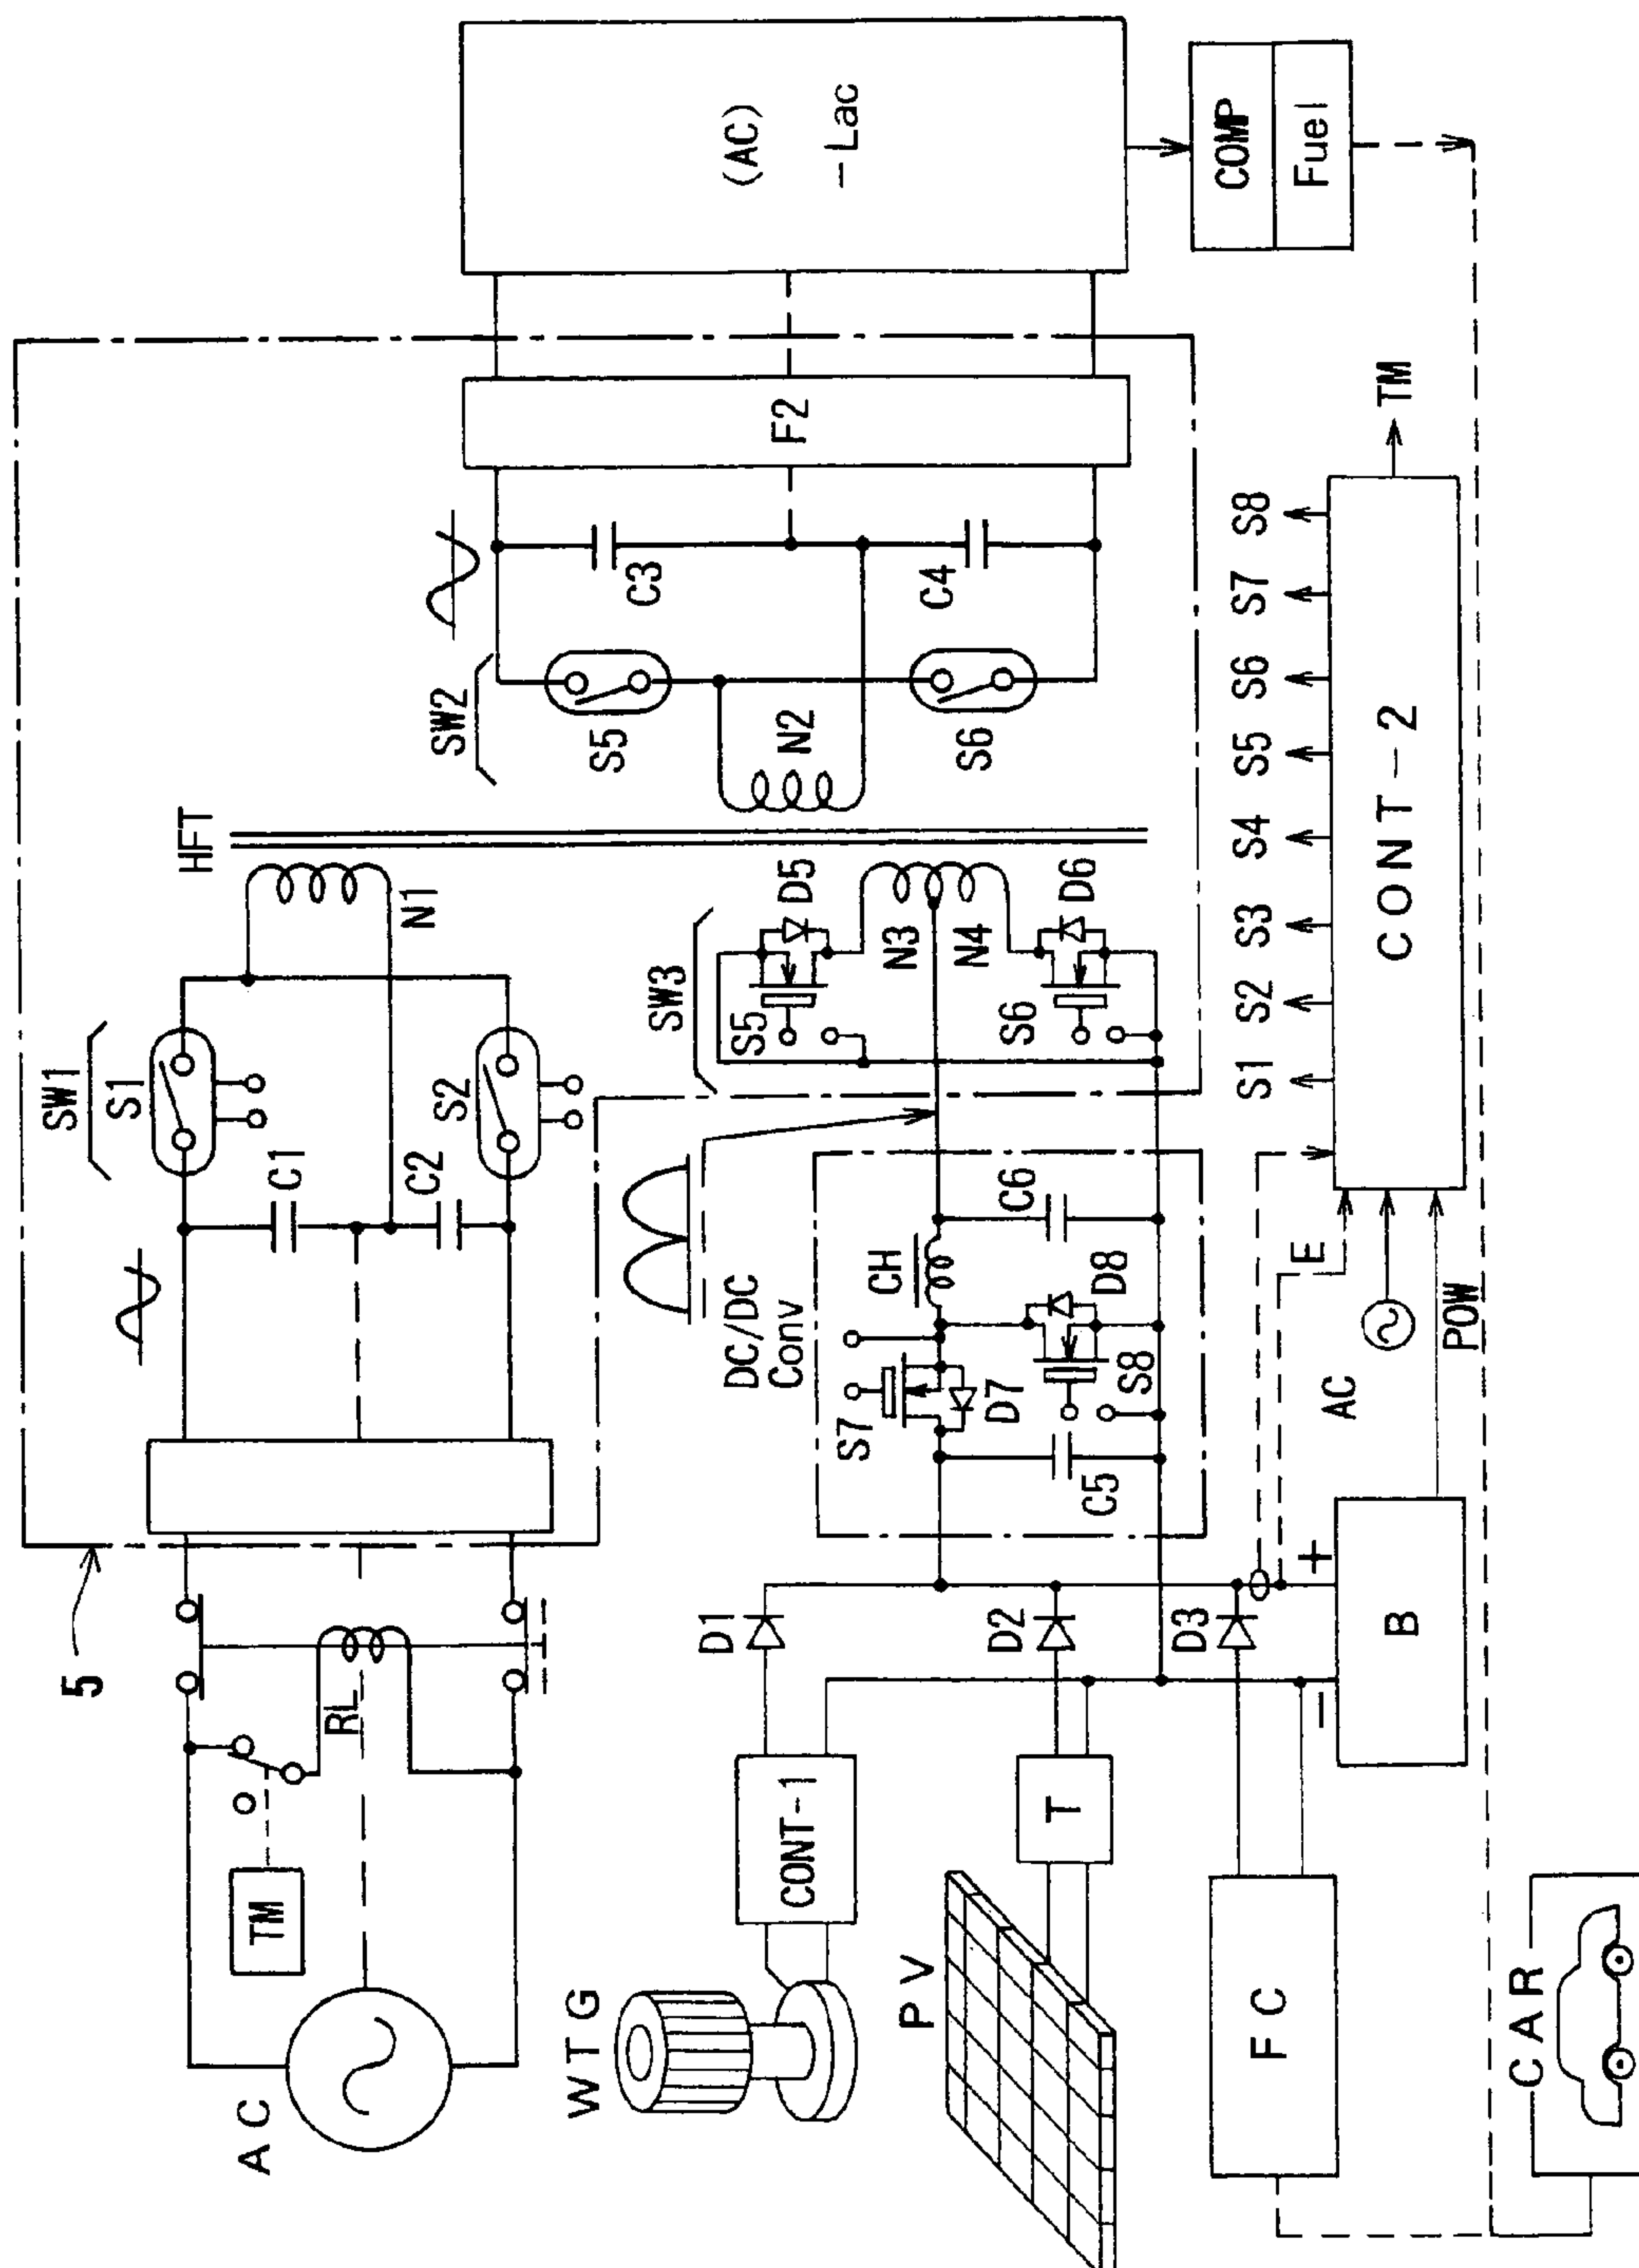 AC
TM
RL
5
SW1
S1
S2
C1
C2
N1
HFT
SW2
S5
S6
N2
C3
C4
F2
(AC)
-Lac
COMP
Fuel
WTG
CONT-1
D1
PV
T
D2
FC
D3
CAR
B
+
−
DC/DC
Conv
S7
D7
C5
S8
D8
CH
C6
SW3
S5
D5
N3
N4
S6
D6
AC
POW
E
CONT-2
S1
S2
S3
S4
S5
S6
S7
S8
TM